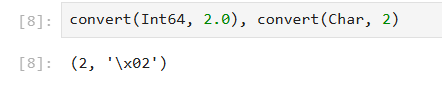 [8]: convert(Int64, 2.0), convert(Char, 2)
[8]: (2, '\x02')